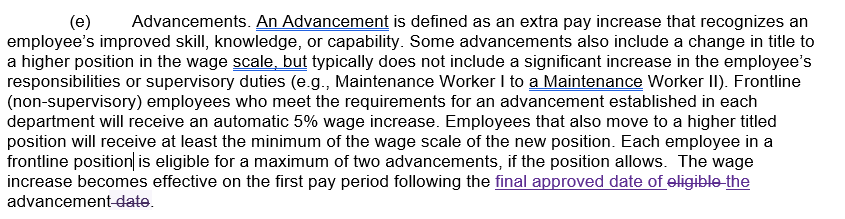 (e) Advancements. An Advancement is defined as an extra pay increase that recognizes an
employee's improved skill, knowledge, or capability. Some advancements also include a change in title to
a higher position in the wage scale, but typically does not include a significant increase in the employee's
responsibilities or supervisory duties (e.g., Maintenance Worker I to a Maintenance Worker II). Frontline
(non-supervisory) employees who meet the requirements for an advancement established in each
department will receive an automatic 5% wage increase. Employees that also move to a higher titled
position will receive at least the minimum of the wage scale of the new position. Each employee in a
frontline position is eligible for a maximum of two advancements, if the position allows. The wage
increase becomes effective on the first pay period following the final approved date of eligible the
advancement date.